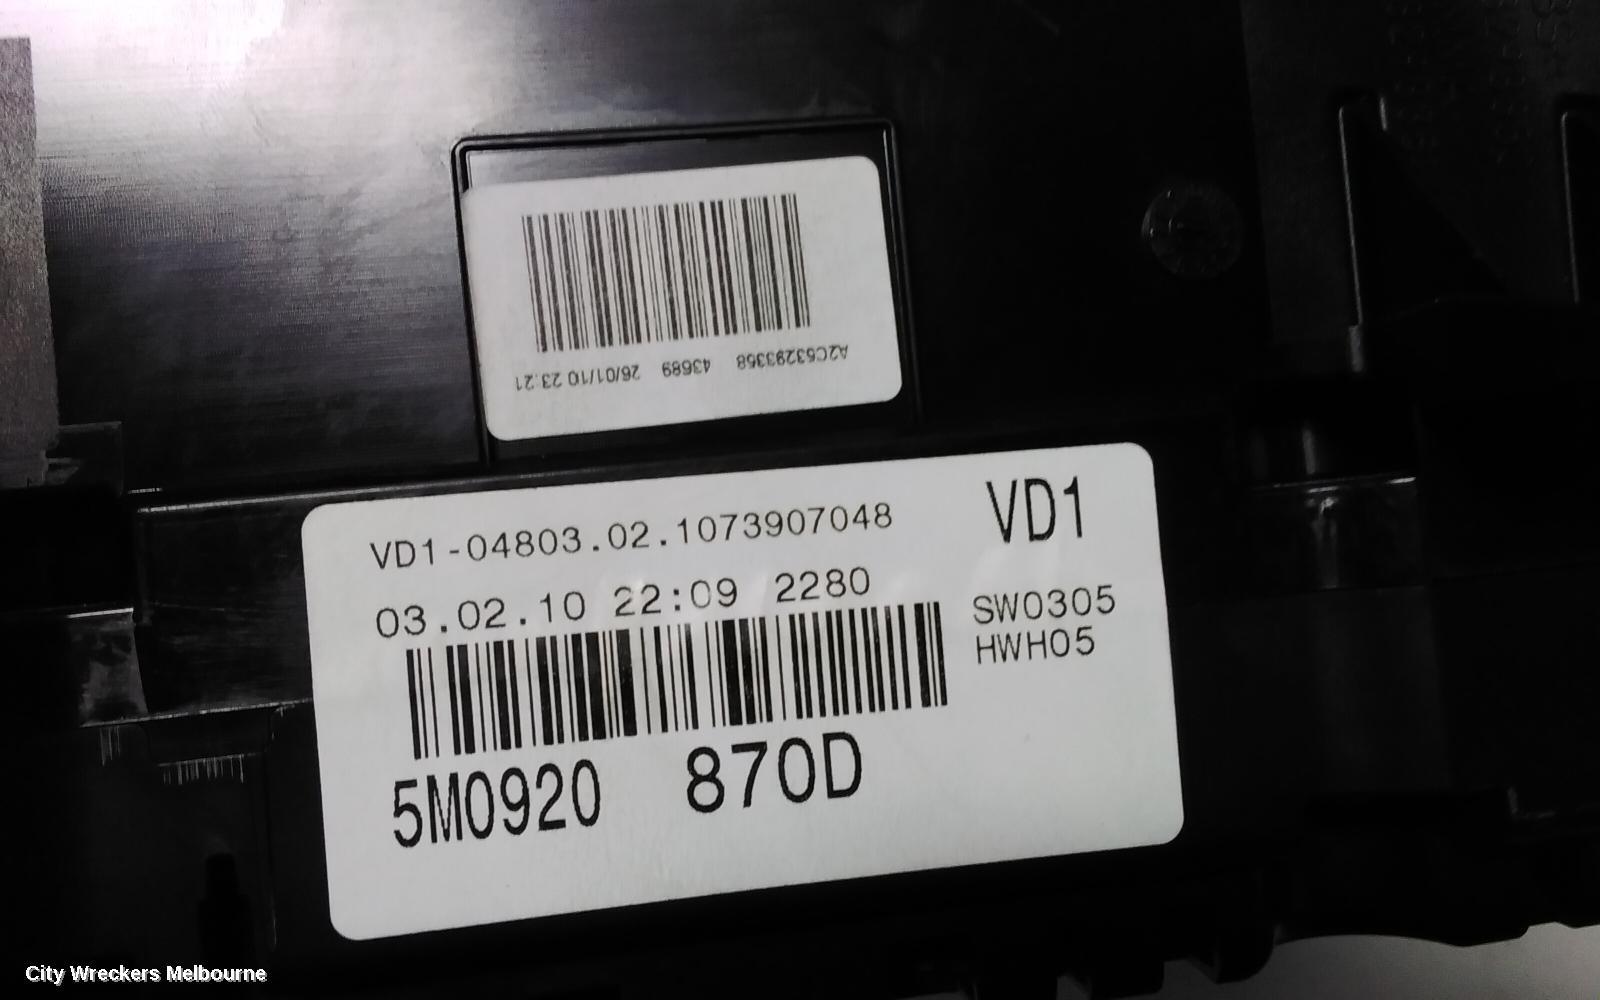 A2C53293358 43689 26/01/10 23:21
VD1-04803.02.1073907048
VD1
03.02.10 22:09 2280
SW0305
HWH05
5M0920 870D
City Wreckers Melbourne